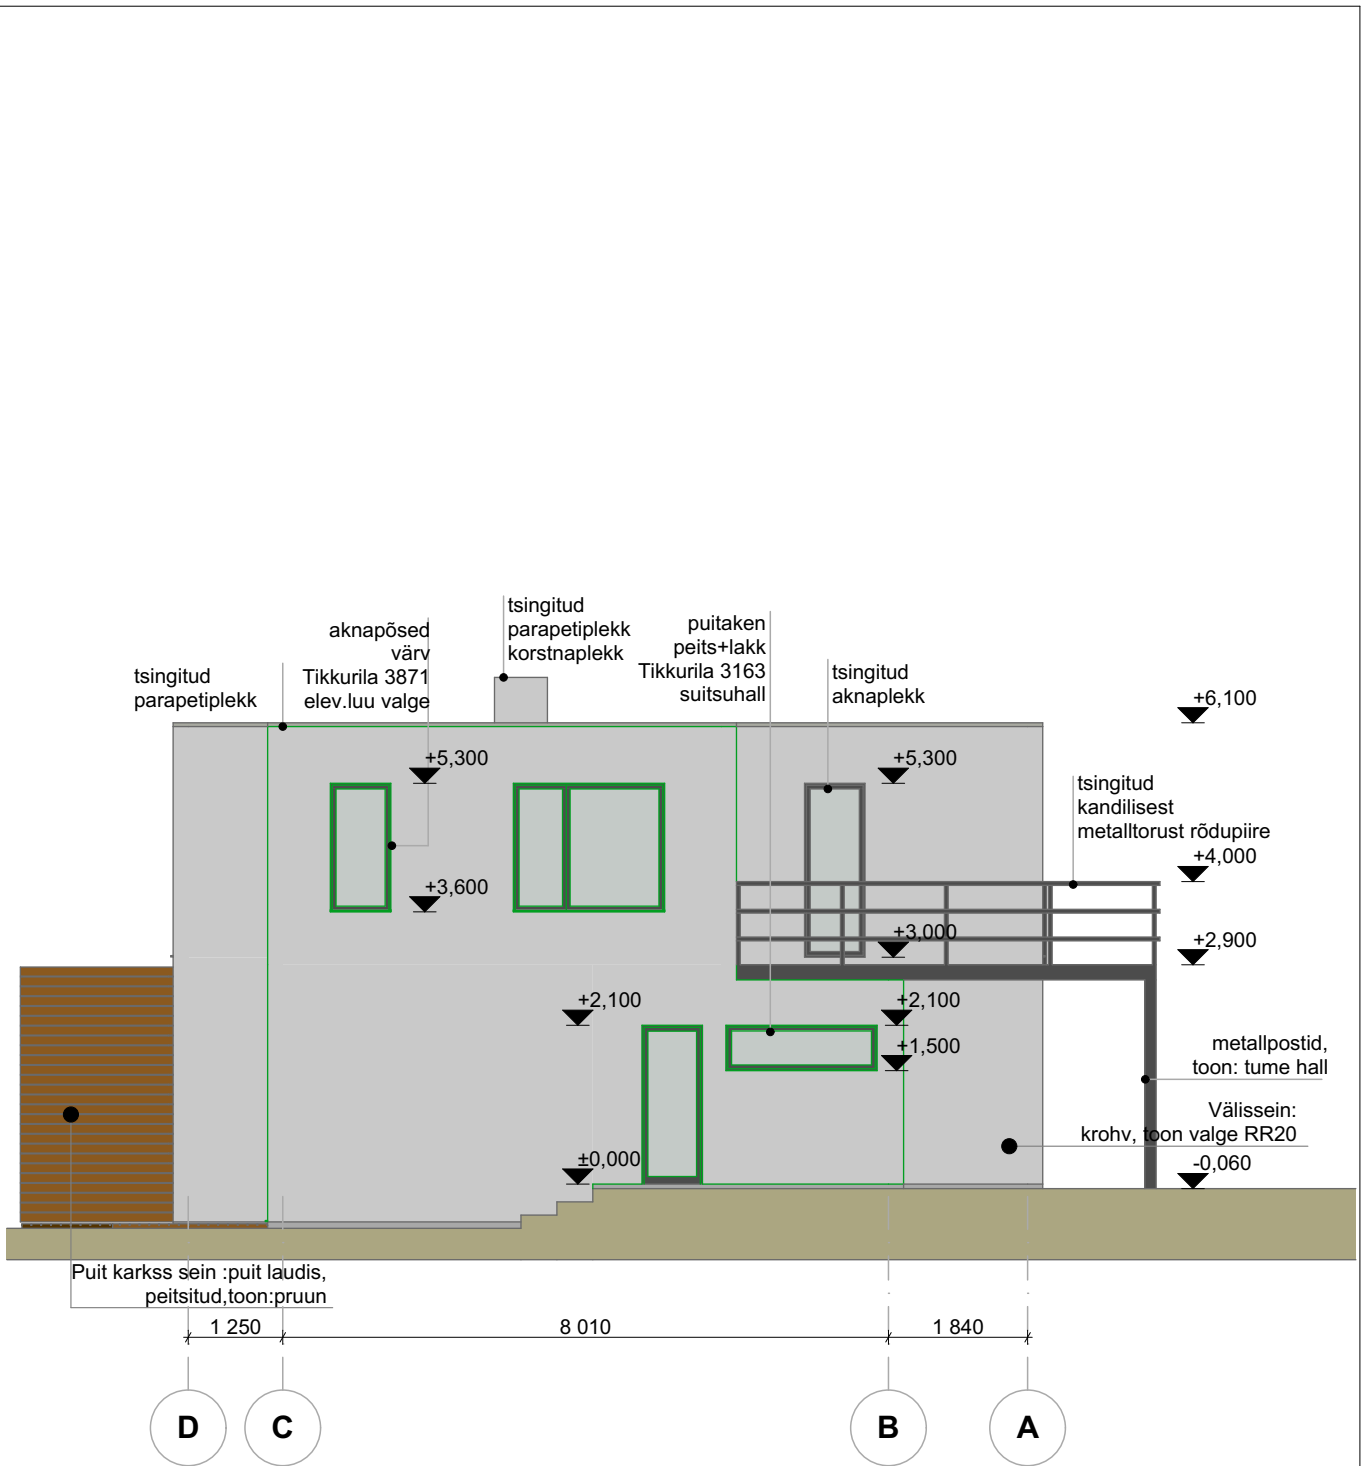 tsingitud
parapetiplekk
korstnaplekk
aknapõsed
värv
Tikkurila 3871
elev.luu valge
puitaken
peits+lakk
Tikkurila 3163
suitsuhall
tsingitud
parapetiplekk
tsingitud
aknaplekk
+6,100
+5,300
+5,300
tsingitud
kandilisest
metalltorust rõdupiire
+4,000
+3,600
+3,000
+2,900
+2,100
+2,100
+1,500
metallpostid,
toon: tume hall
Välissein:
krohv, toon valge RR20
±0,000
-0,060
Puit karkss sein :puit laudis,
peitsitud,toon:pruun
1 250
8 010
1 840
D
C
B
A